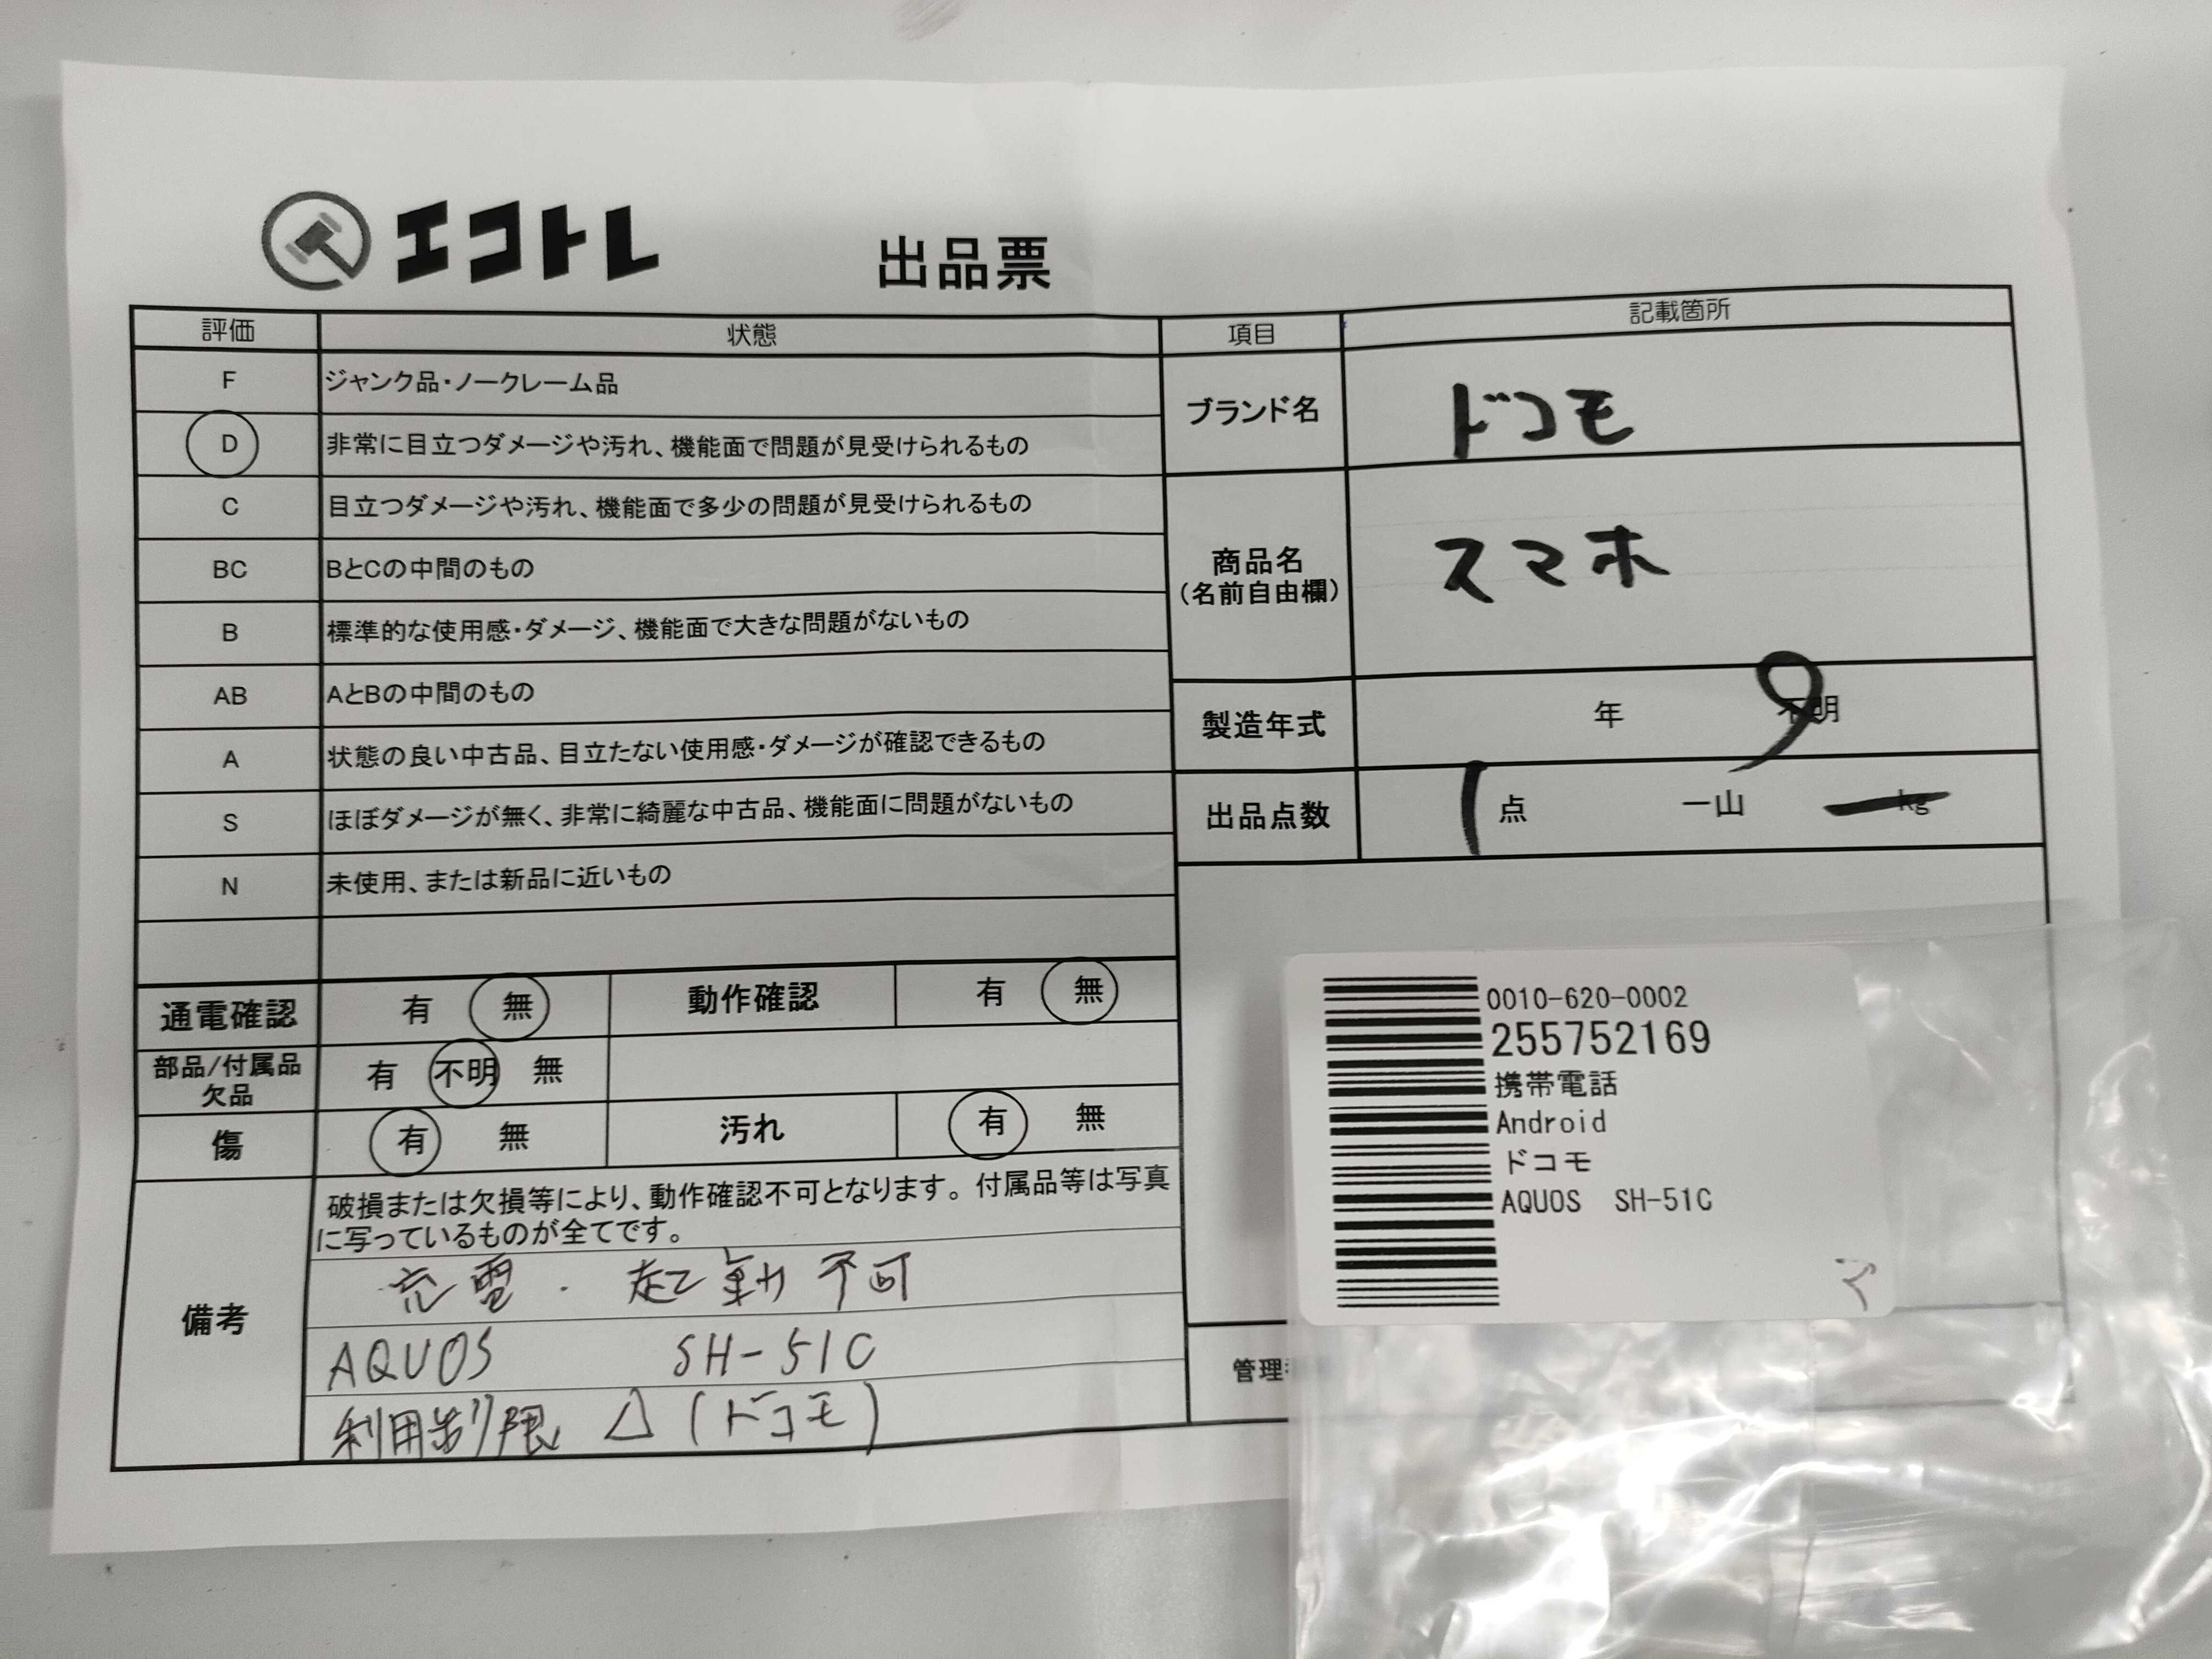 エコトレ
出品票
評価 状態
F ジャンク品・ノークレーム品
D 非常に目立つダメージや汚れ、機能面で問題が見受けられるもの
C 目立つダメージや汚れ、機能面で多少の問題が見受けられるもの
BC BとCの中間のもの
B 標準的な使用感・ダメージ、機能面で大きな問題がないもの
AB AとBの中間のもの
A 状態の良い中古品、目立たない使用感・ダメージが確認できるもの
S ほぼダメージが無く、非常に綺麗な中古品、機能面に問題がないもの
N 未使用、または新品に近いもの
通電確認 有 無 動作確認 有 無
部品/付属品
欠品 有 不明 無
傷 有 無 汚れ 有 無
備考
破損または欠損等により、動作確認不可となります。付属品等は写真
に写っているものが全てです。
充電・起動不可
AQUOS SH-51C
利用制限 △(ドコモ)
項目 記載箇所
ブランド名 ドコモ
商品名
(名前自由欄) スマホ
製造年式 年 不明
出品点数 1 点 一山 kg
管理
0010-620-0002
255752169
携帯電話
Android
ドコモ
AQUOS SH-51C